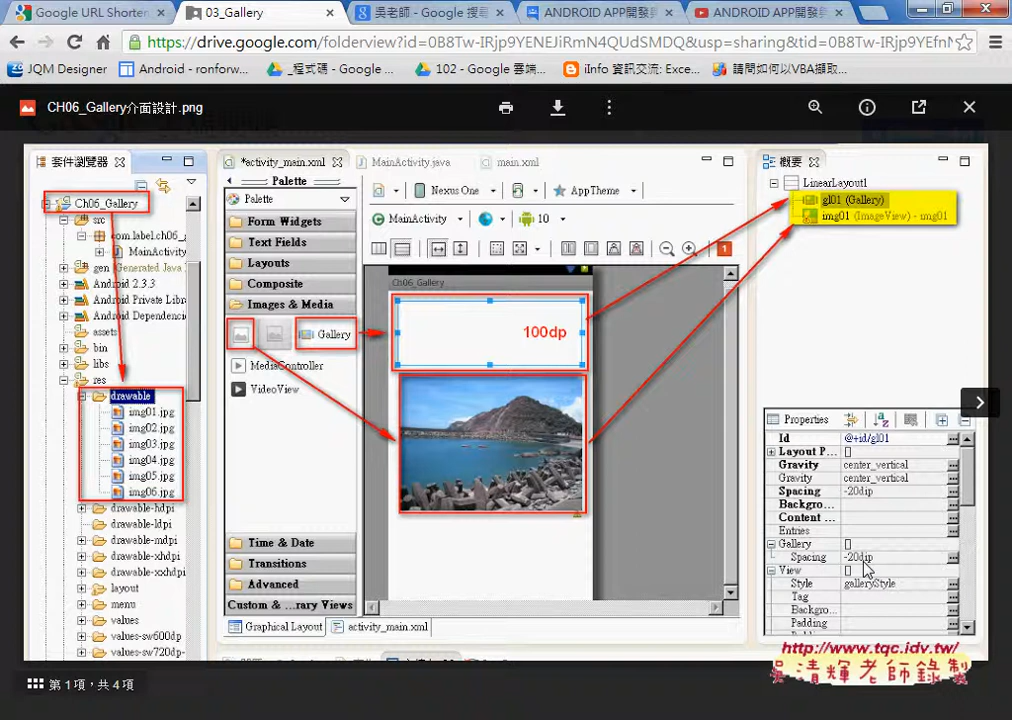 Google URL Shorten
03_Gallery
吳老師 - Google 搜尋
ANDROID APP開發與
ANDROID APP開發與
https://drive.google.com/folderview?id=0B8Tw-IRjp9YENEJiRmN4QUdSMDQ&usp=sharing&tid=0B8Tw-IRjp9YEfn
JQM Designer
Android - ronforw...
_程式碼 - Google ...
102 - Google 雲端...
iInfo 資訊交流: Exce...
請問如何以VBA擷取...
CH06_Gallery介面設計.png
套件瀏覽器
*activity_main.xml
MainActivity.java
main.xml
概要
Palette
Palette
Nexus One
AppTheme
MainActivity
10
Form Widgets
Text Fields
Layouts
Composite
Images & Media
Gallery
MediaController
VideoView
Time & Date
Transitions
Advanced
Custom & ...rary Views
Graphical Layout
activity_main.xml
Ch06_Gallery
src
com.label.ch06_
MainActivity
gen [Generated Java
Android 2.3.3
Android Private Libr
Android Dependenci
assets
bin
libs
res
drawable
img01.jpg
img02.jpg
img03.jpg
img04.jpg
img05.jpg
img06.jpg
drawable-hdpi
drawable-ldpi
drawable-mdpi
drawable-xhdpi
drawable-xxhdpi
layout
menu
values
values-sw600dp
values-sw720dp-
Ch06_Gallery
100dp
LinearLayout1
gl01 (Gallery)
img01 (ImageView) - img01
1
Properties
Id @+id/gl01
Layout P... []
Gravity center_vertical
Gravity center_vertical
Spacing -20dip
Backgro...
Content ...
Entries
Gallery []
Spacing -20dip
View []
Style galleryStyle
Tag
Backgro...
Padding
http://www.tqc.idv.tw/
吳清輝老師錄製
第 1 項，共 4 項